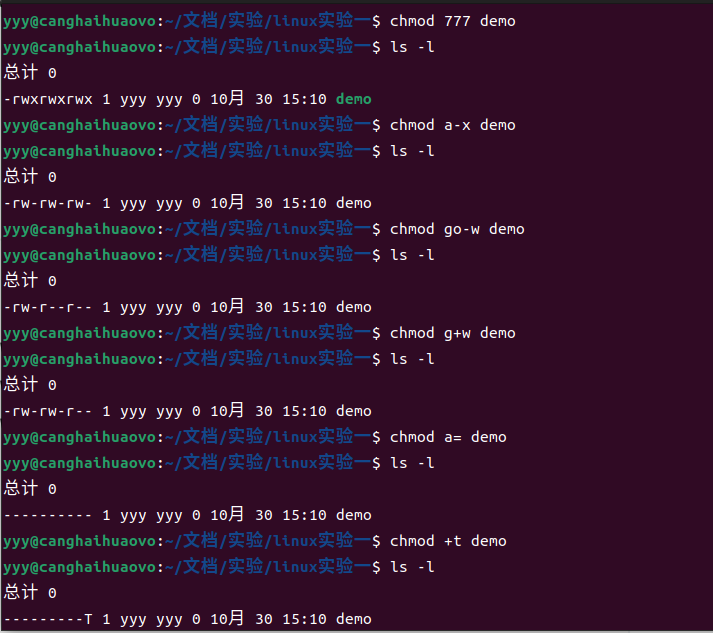 yyy@canghaihuaovo:~/文档/实验/linux实验一$ chmod 777 demo
yyy@canghaihuaovo:~/文档/实验/linux实验一$ ls -l
总计 0
-rwxrwxrwx 1 yyy yyy 0 10月 30 15:10 demo
yyy@canghaihuaovo:~/文档/实验/linux实验一$ chmod a-x demo
yyy@canghaihuaovo:~/文档/实验/linux实验一$ ls -l
总计 0
-rw-rw-rw- 1 yyy yyy 0 10月 30 15:10 demo
yyy@canghaihuaovo:~/文档/实验/linux实验一$ chmod go-w demo
yyy@canghaihuaovo:~/文档/实验/linux实验一$ ls -l
总计 0
-rw-r--r-- 1 yyy yyy 0 10月 30 15:10 demo
yyy@canghaihuaovo:~/文档/实验/linux实验一$ chmod g+w demo
yyy@canghaihuaovo:~/文档/实验/linux实验一$ ls -l
总计 0
-rw-rw-r-- 1 yyy yyy 0 10月 30 15:10 demo
yyy@canghaihuaovo:~/文档/实验/linux实验一$ chmod a= demo
yyy@canghaihuaovo:~/文档/实验/linux实验一$ ls -l
总计 0
---------- 1 yyy yyy 0 10月 30 15:10 demo
yyy@canghaihuaovo:~/文档/实验/linux实验一$ chmod +t demo
yyy@canghaihuaovo:~/文档/实验/linux实验一$ ls -l
总计 0
---------T 1 yyy yyy 0 10月 30 15:10 demo